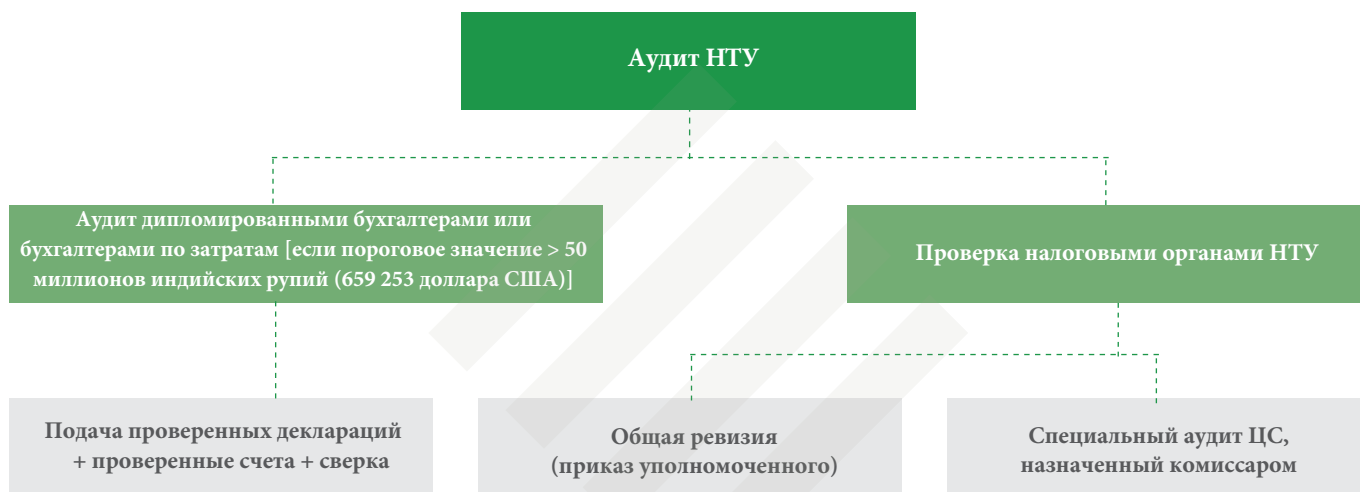 Аудит НТУ
Аудит дипломированными бухгалтерами или
бухгалтерами по затратам [если пороговое значение > 50
миллионов индийских рупий (659 253 доллара США)]
Проверка налоговыми органами НТУ
Подача проверенных деклараций
+ проверенные счета + сверка
Общая ревизия
(приказ уполномоченного)
Специальный аудит ЦС,
назначенный комиссаром